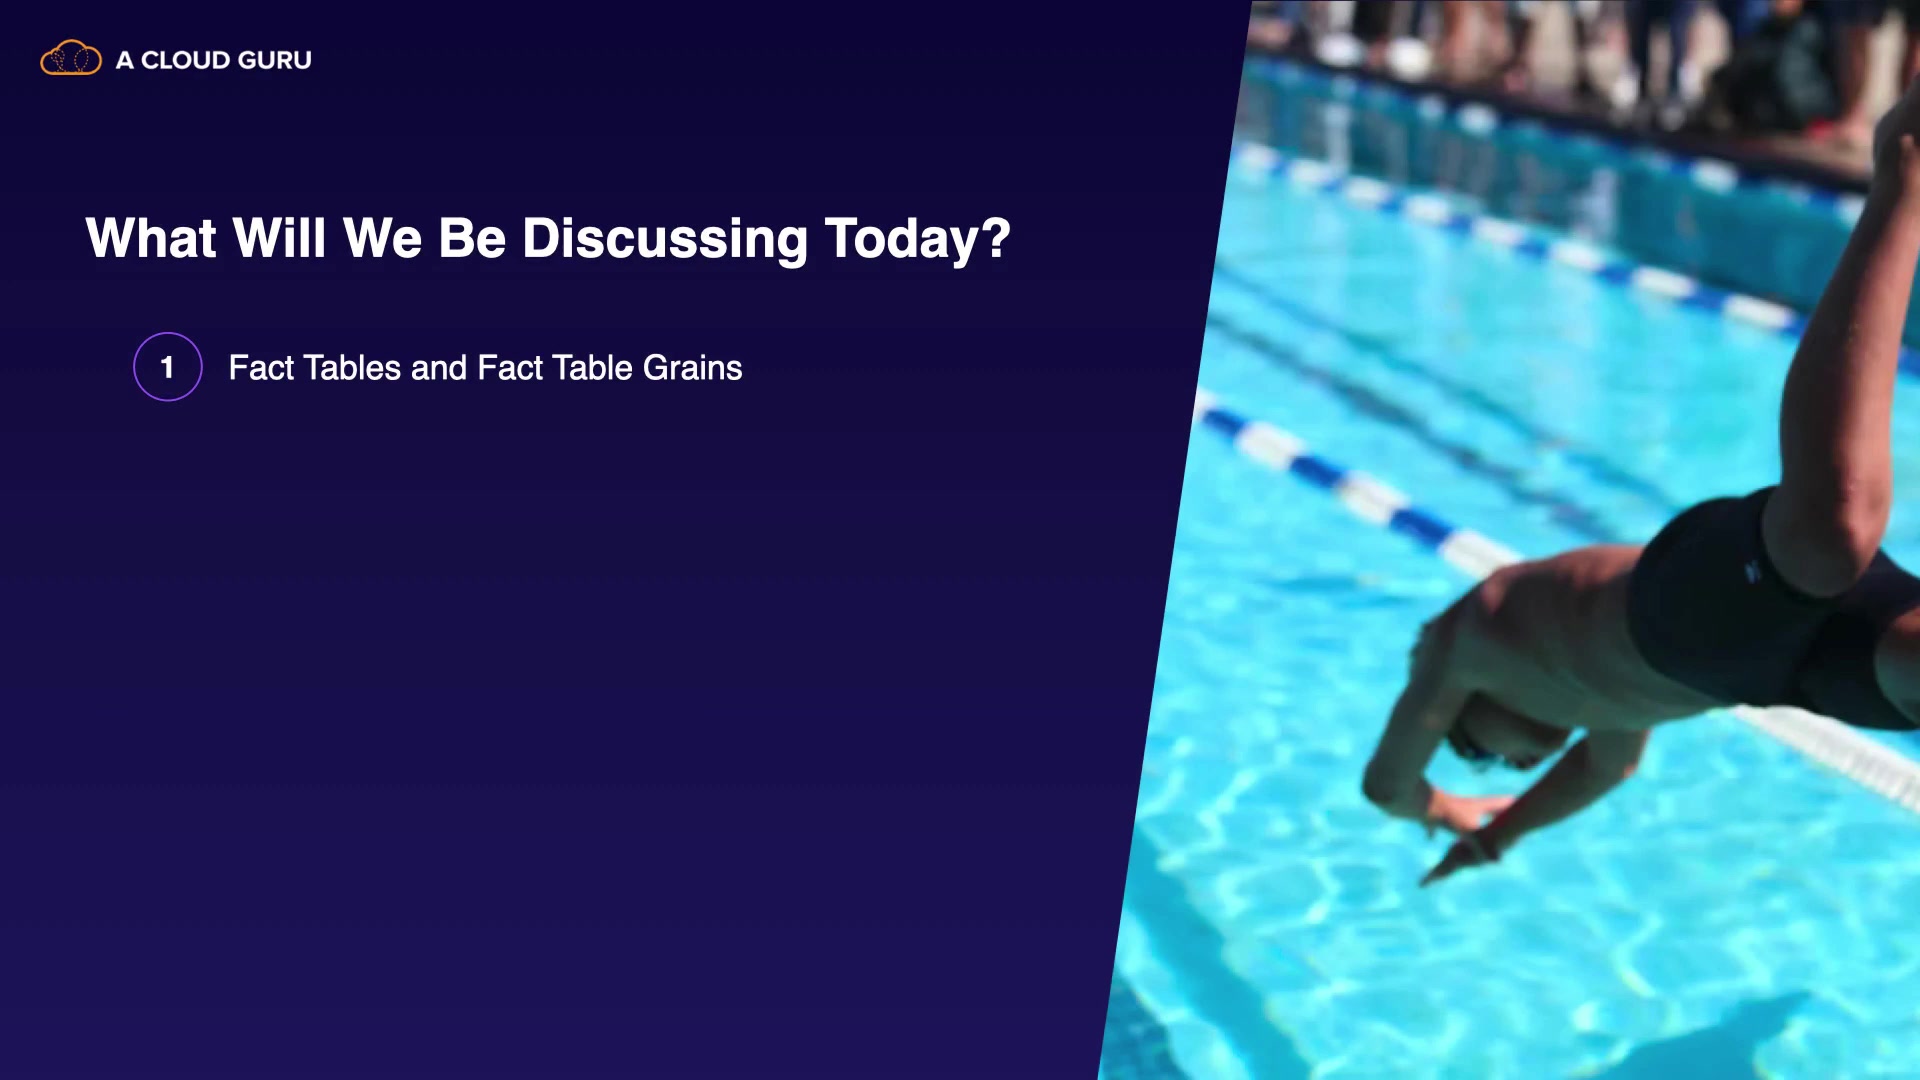 A CLOUD GURU
What Will We Be Discussing Today?
1 Fact Tables and Fact Table Grains